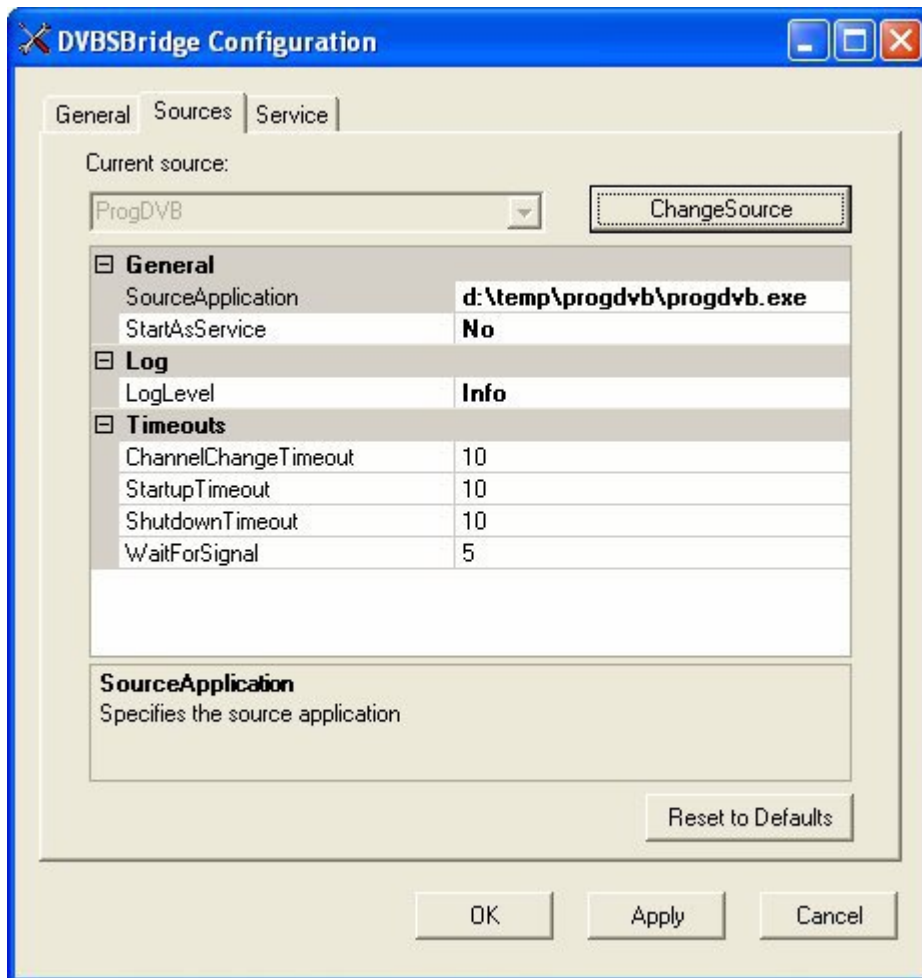 DVBSBridge Configuration
General Sources Service
Current source:
ProgDVB ChangeSource
General
SourceApplication d:\temp\progdvb\progdvb.exe
StartAsService No
Log
LogLevel Info
Timeouts
ChannelChangeTimeout 10
StartupTimeout 10
ShutdownTimeout 10
WaitForSignal 5
SourceApplication
Specifies the source application
Reset to Defaults
OK Apply Cancel